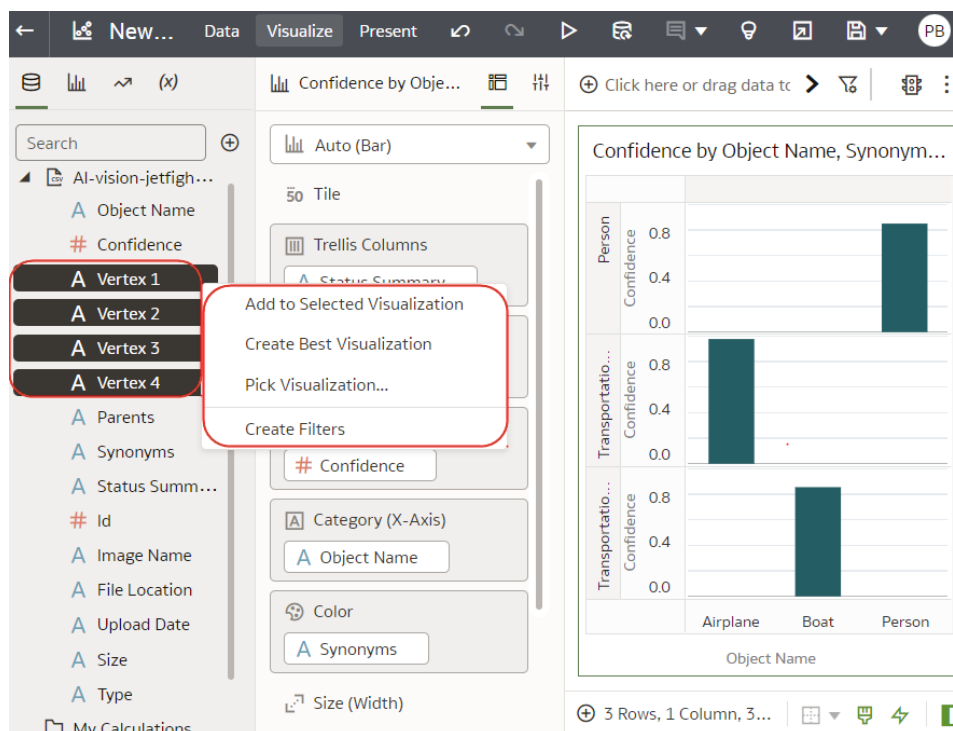 New...
Data
Visualize
Present
PB
(x)
Confidence by Obje...
Click here or drag data tc
Search
AI-vision-jetfigh...
A Object Name
# Confidence
A Vertex 1
A Vertex 2
A Vertex 3
A Vertex 4
A Parents
A Synonyms
A Status Summ...
# Id
A Image Name
A File Location
A Upload Date
A Size
A Type
My Calculations
Auto (Bar)
50 Tile
Trellis Columns
A Status Summary
Add to Selected Visualization
Create Best Visualization
Pick Visualization...
Create Filters
# Confidence
A Category (X-Axis)
A Object Name
Color
A Synonyms
Size (Width)
Confidence by Object Name, Synonym...
Person
Confidence
0.8
0.4
0.0
Transportatio...
Confidence
0.8
0.4
0.0
Transportatio...
Confidence
0.8
0.4
0.0
Airplane
Boat
Person
Object Name
3 Rows, 1 Column, 3...